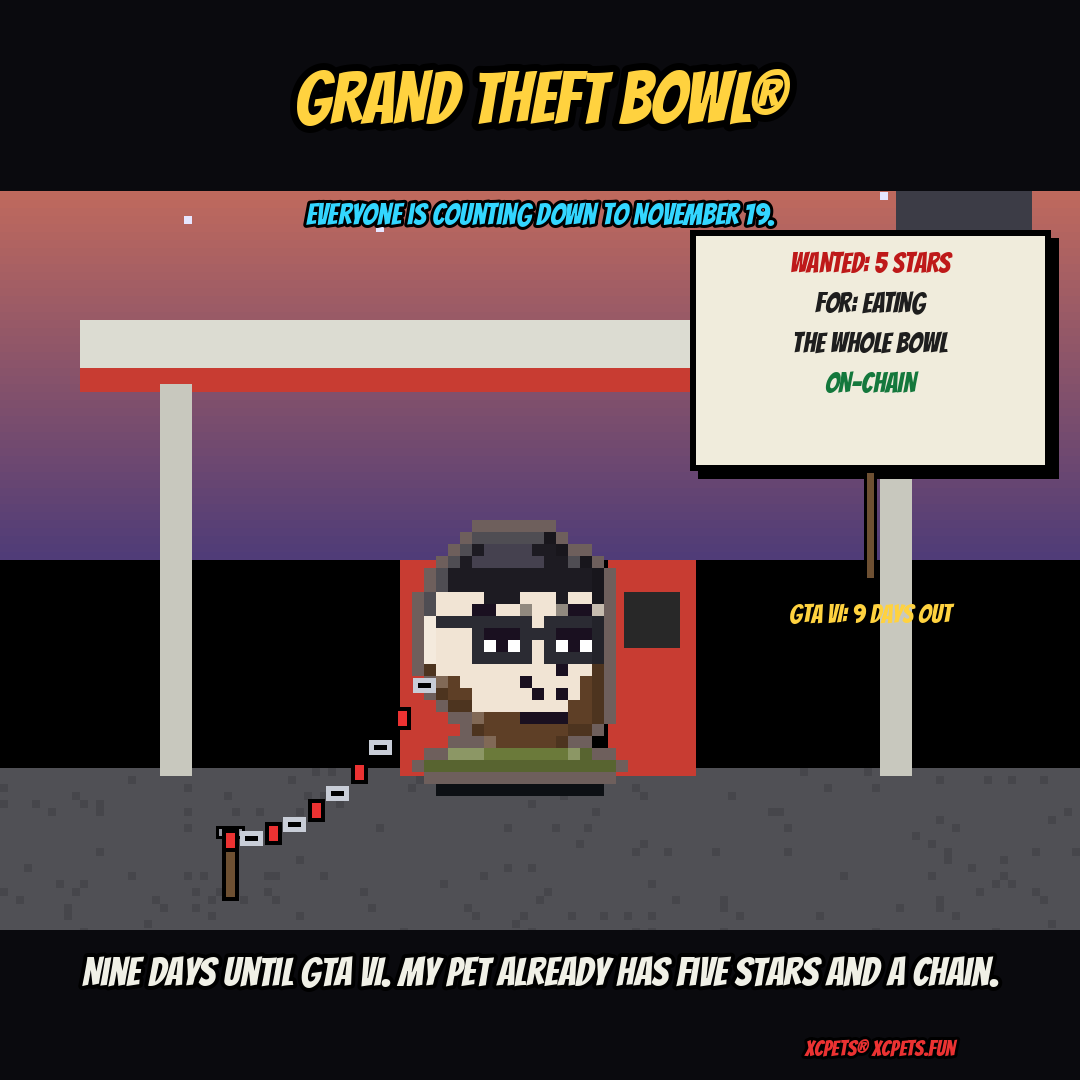 GRAND THEFT BOWL®
EVERYONE IS COUNTING DOWN TO NOVEMBER 19.
WANTED: 5 STARS
FOR: EATING
THE WHOLE BOWL
ON-CHAIN
GTA VI: 9 DAYS OUT
NINE DAYS UNTIL GTA VI. MY PET ALREADY HAS FIVE STARS AND A CHAIN.
XCPETS® XCPETS.FUN